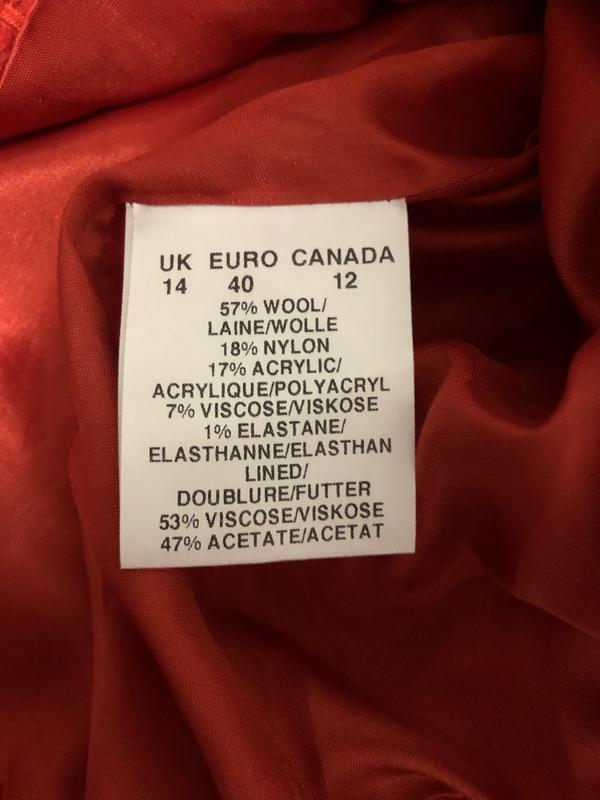 UK EURO CANADA
14 40 12
57% WOOL/
LAINE/WOLLE
18% NYLON
17% ACRYLIC/
ACRYLIQUE/POLYACRYL
7% VISCOSE/VISKOSE
1% ELASTANE/
ELASTHANNE/ELASTHAN
LINED/
DOUBLURE/FUTTER
53% VISCOSE/VISKOSE
47% ACETATE/ACETAT